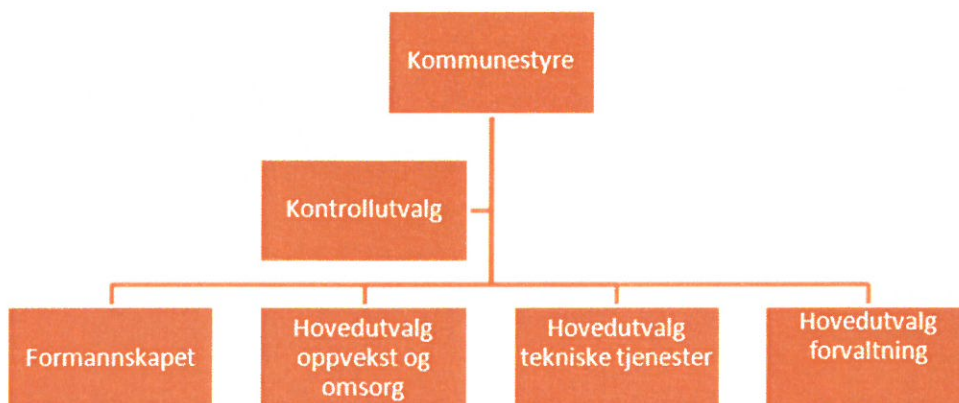 Kommunestyre
Kontrollutvalg
Formannskapet
Hovedutvalg
oppvekst og
omsorg
Hovedutvalg
tekniske tjenester
Hovedutvalg
forvaltning